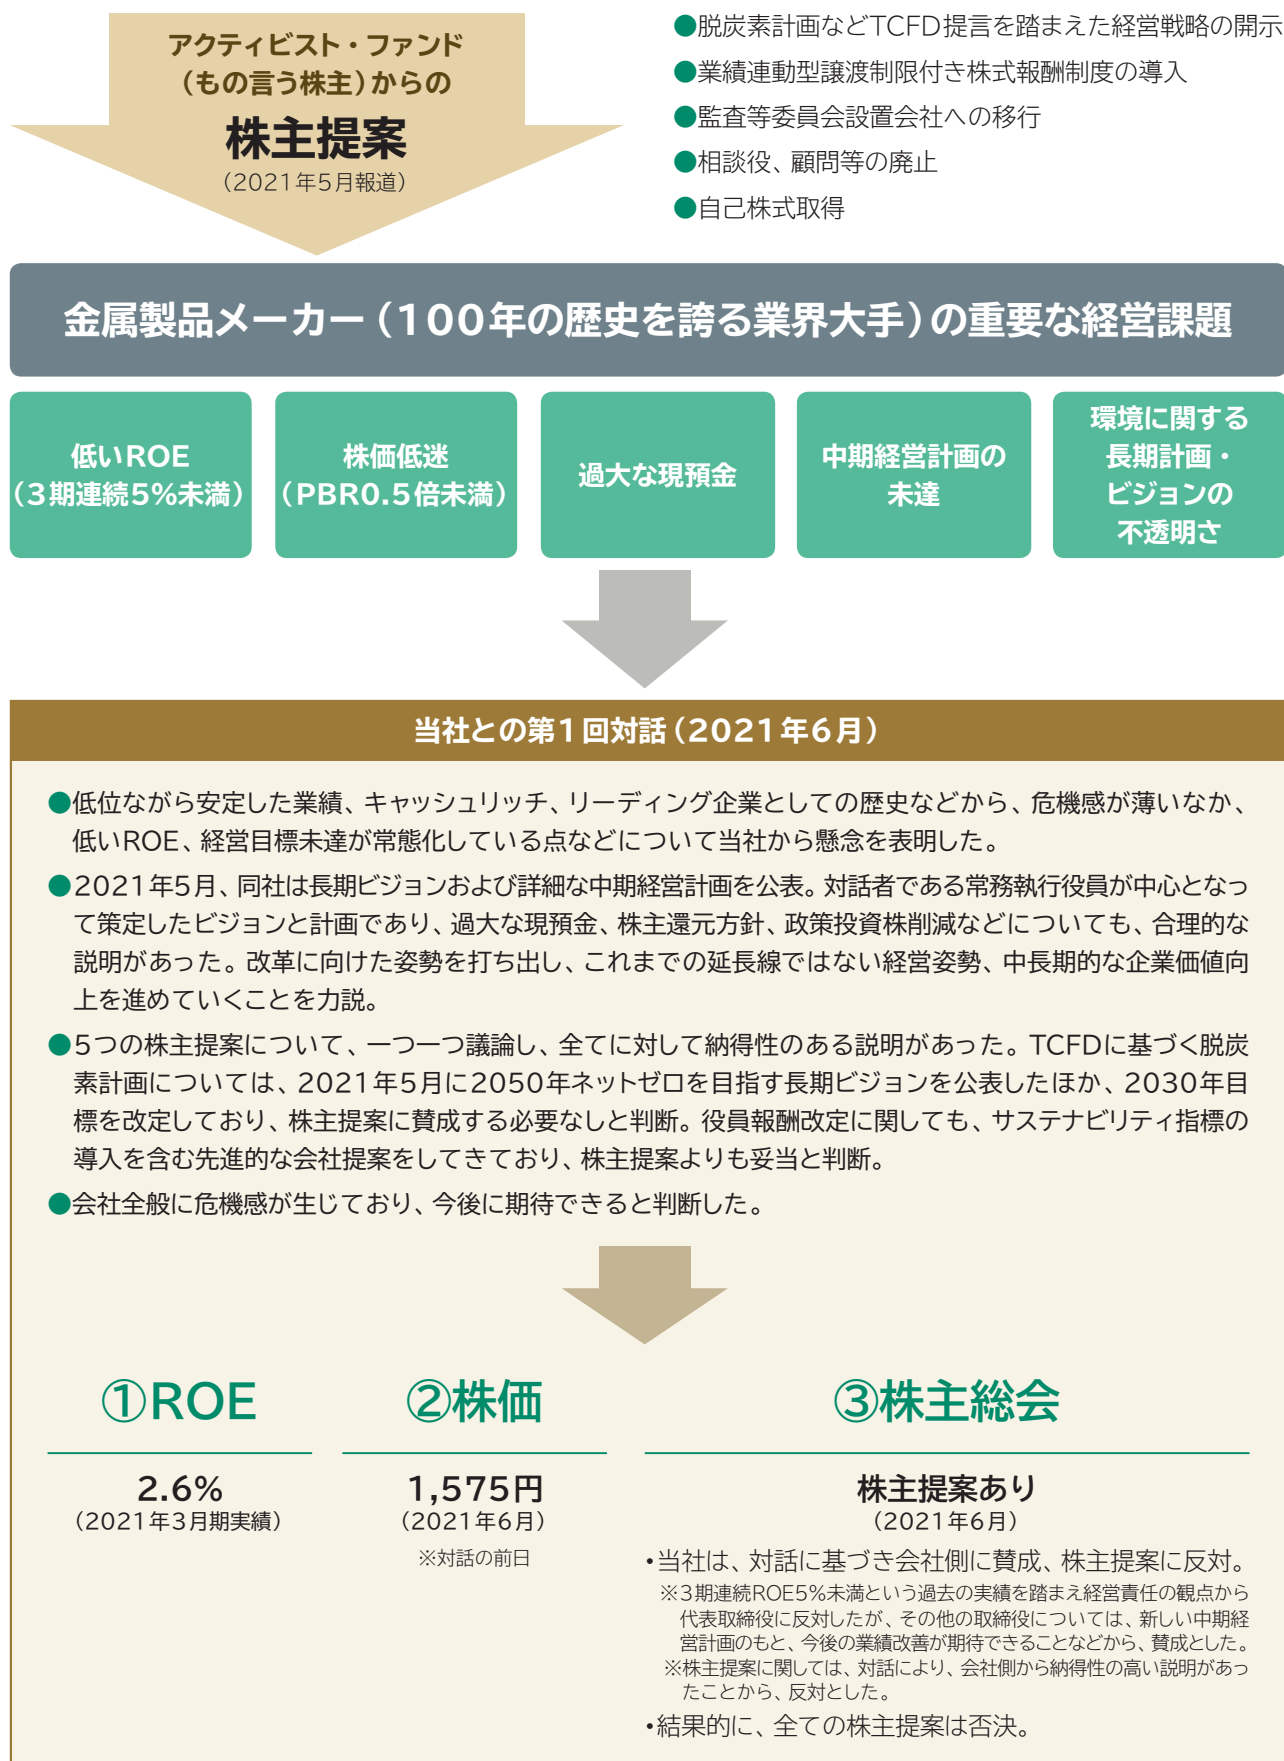 アクティビスト・ファンド
（もの言う株主）からの
株主提案
（2021年5月報道）
●脱炭素計画などTCFD提言を踏まえた経営戦略の開示
●業績連動型譲渡制限付き株式報酬制度の導入
●監査等委員会設置会社への移行
●相談役、顧問等の廃止
●自己株式取得
金属製品メーカー（100年の歴史を誇る業界大手）の重要な経営課題
低いROE
（3期連続5%未満）
株価低迷
（PBR0.5倍未満）
過大な現預金
中期経営計画の
未達
環境に関する
長期計画・
ビジョンの
不透明さ
当社との第1回対話（2021年6月）
●低位ながら安定した業績、キャッシュリッチ、リーディング企業としての歴史などから、危機感が薄いなか、
低いROE、経営目標未達が常態化している点などについて当社から懸念を表明した。
●2021年5月、同社は長期ビジョンおよび詳細な中期経営計画を公表。対話者である常務執行役員が中心となっ
て策定したビジョンと計画であり、過大な現預金、株主還元方針、政策投資株削減などについても、合理的な
説明があった。改革に向けた姿勢を打ち出し、これまでの延長線ではない経営姿勢、中長期的な企業価値向
上を進めていくことを力説。
●5つの株主提案について、一つ一つ議論し、全てに対して納得性のある説明があった。TCFDに基づく脱炭
素計画については、2021年5月に2050年ネットゼロを目指す長期ビジョンを公表したほか、2030年目
標を改定しており、株主提案に賛成する必要なしと判断。役員報酬改定に関しても、サステナビリティ指標の
導入を含む先進的な会社提案をしてきており、株主提案よりも妥当と判断。
●会社全般に危機感が生じており、今後に期待できると判断した。
①ROE
2.6%
（2021年3月期実績）
②株価
1,575円
（2021年6月）
※対話の前日
③株主総会
株主提案あり
（2021年6月）
・当社は、対話に基づき会社側に賛成、株主提案に反対。
※3期連続ROE5%未満という過去の実績を踏まえ経営責任の観点から
代表取締役に反対したが、その他の取締役については、新しい中期経
営計画のもと、今後の業績改善が期待できることなどから、賛成とした。
※株主提案に関しては、対話により、会社側から納得性の高い説明があっ
たことから、反対とした。
・結果的に、全ての株主提案は否決。